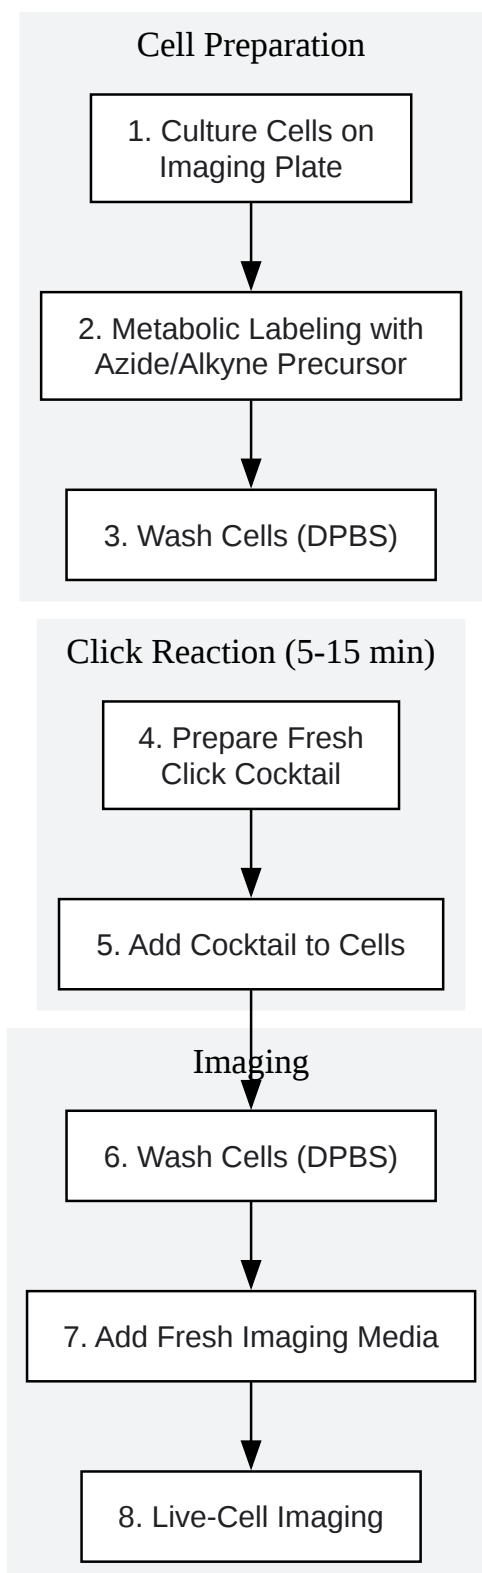 Cell Preparation
1. Culture Cells on
Imaging Plate
2. Metabolic Labeling with
Azide/Alkyne Precursor
3. Wash Cells (DPBS)
Click Reaction (5-15 min)
4. Prepare Fresh
Click Cocktail
5. Add Cocktail to Cells
Imaging
6. Wash Cells (DPBS)
7. Add Fresh Imaging Media
8. Live-Cell Imaging